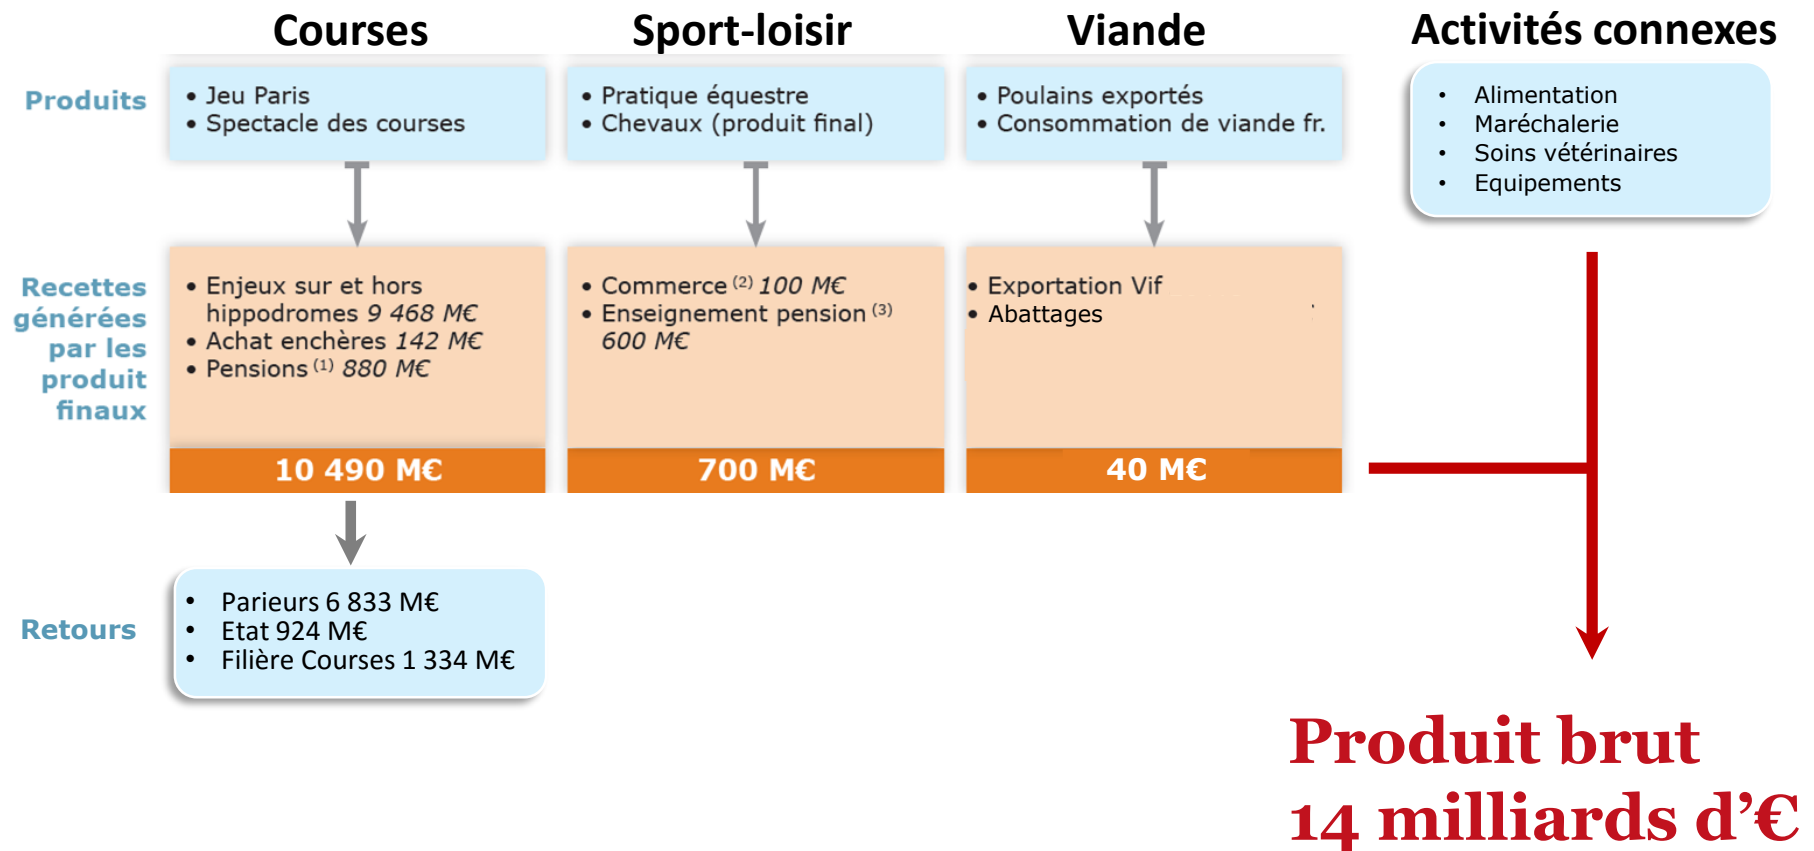 Courses
Sport-loisir
Viande
Activités connexes
Produits
• Jeu Paris
• Spectacle des courses
• Pratique équestre
• Chevaux (produit final)
• Poulains exportés
• Consommation de viande fr.
• Alimentation
• Maréchalerie
• Soins vétérinaires
• Equipements
Recettes
générées
par les
produit
finaux
• Enjeux sur et hors
hippodromes 9 468 M€
• Achat enchères 142 M€
• Pensions (1) 880 M€
10 490 M€
• Commerce (2) 100 M€
• Enseignement pension (3)
600 M€
700 M€
• Exportation Vif
• Abattages
40 M€
Retours
• Parieurs 6 833 M€
• Etat 924 M€
• Filière Courses 1 334 M€
Produit brut
14 milliards d’€